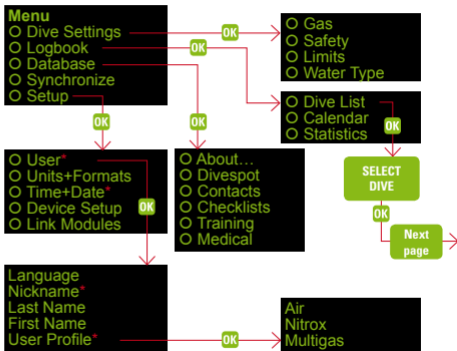 Menu
O Dive Settings
O Logbook
O Database
O Synchronize
O Setup
OK
OK
OK
OK
O Gas
O Safety
O Limits
O Water Type
O Dive List
O Calendar
O Statistics
OK
SELECT
DIVE
OK
Next
page
O User*
O Units+Formats
O Time+Date*
O Device Setup
O Link Modules
OK
O About...
O Divespot
O Contacts
O Checklists
O Training
O Medical
Language
Nickname*
Last Name
First Name
User Profile*
OK
Air
Nitrox
Multigas